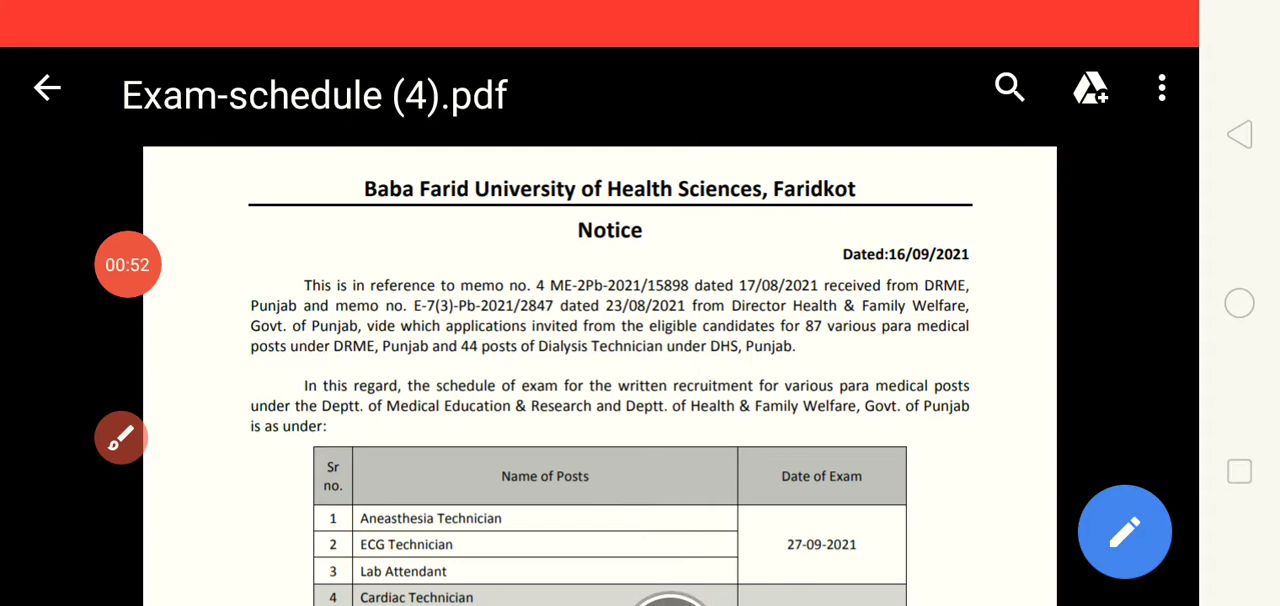 Exam-schedule (4).pdf
Baba Farid University of Health Sciences, Faridkot
Notice
Dated:16/09/2021
00:52
This is in reference to memo no. 4 ME-2Pb-2021/15898 dated 17/08/2021 received from DRME,
Punjab and memo no. E-7(3)-Pb-2021/2847 dated 23/08/2021 from Director Health & Family Welfare,
Govt. of Punjab, vide which applications invited from the eligible candidates for 87 various para medical
posts under DRME, Punjab and 44 posts of Dialysis Technician under DHS, Punjab.
In this regard, the schedule of exam for the written recruitment for various para medical posts
under the Deptt. of Medical Education & Research and Deptt. of Health & Family Welfare, Govt. of Punjab
is as under:
Sr no. Name of Posts Date of Exam
1 Aneasthesia Technician
2 ECG Technician 27-09-2021
3 Lab Attendant
4 Cardiac Technician